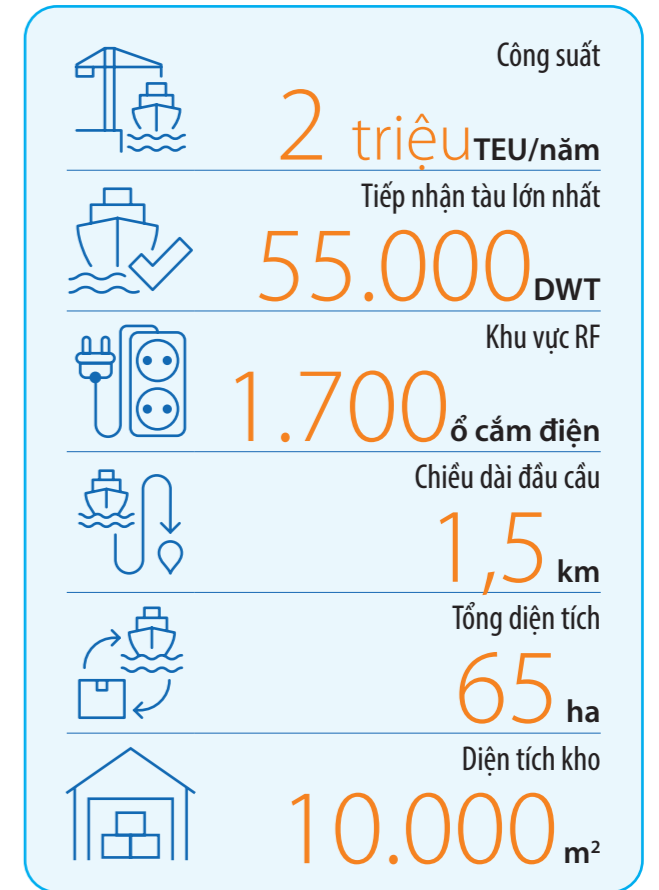 Công suất
2 triệu TEU/năm
Tiếp nhận tàu lớn nhất
55.000 DWT
Khu vực RF
1.700 ổ cắm điện
Chiều dài đầu cầu
1,5 km
Tổng diện tích
65 ha
Diện tích kho
10.000 m²